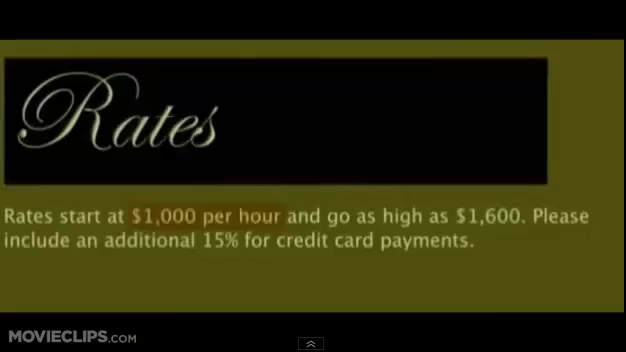 Rates
Rates start at $1,000 per hour and go as high as $1,600. Please
include an additional 15% for credit card payments.
MOVIECLIPS.COM